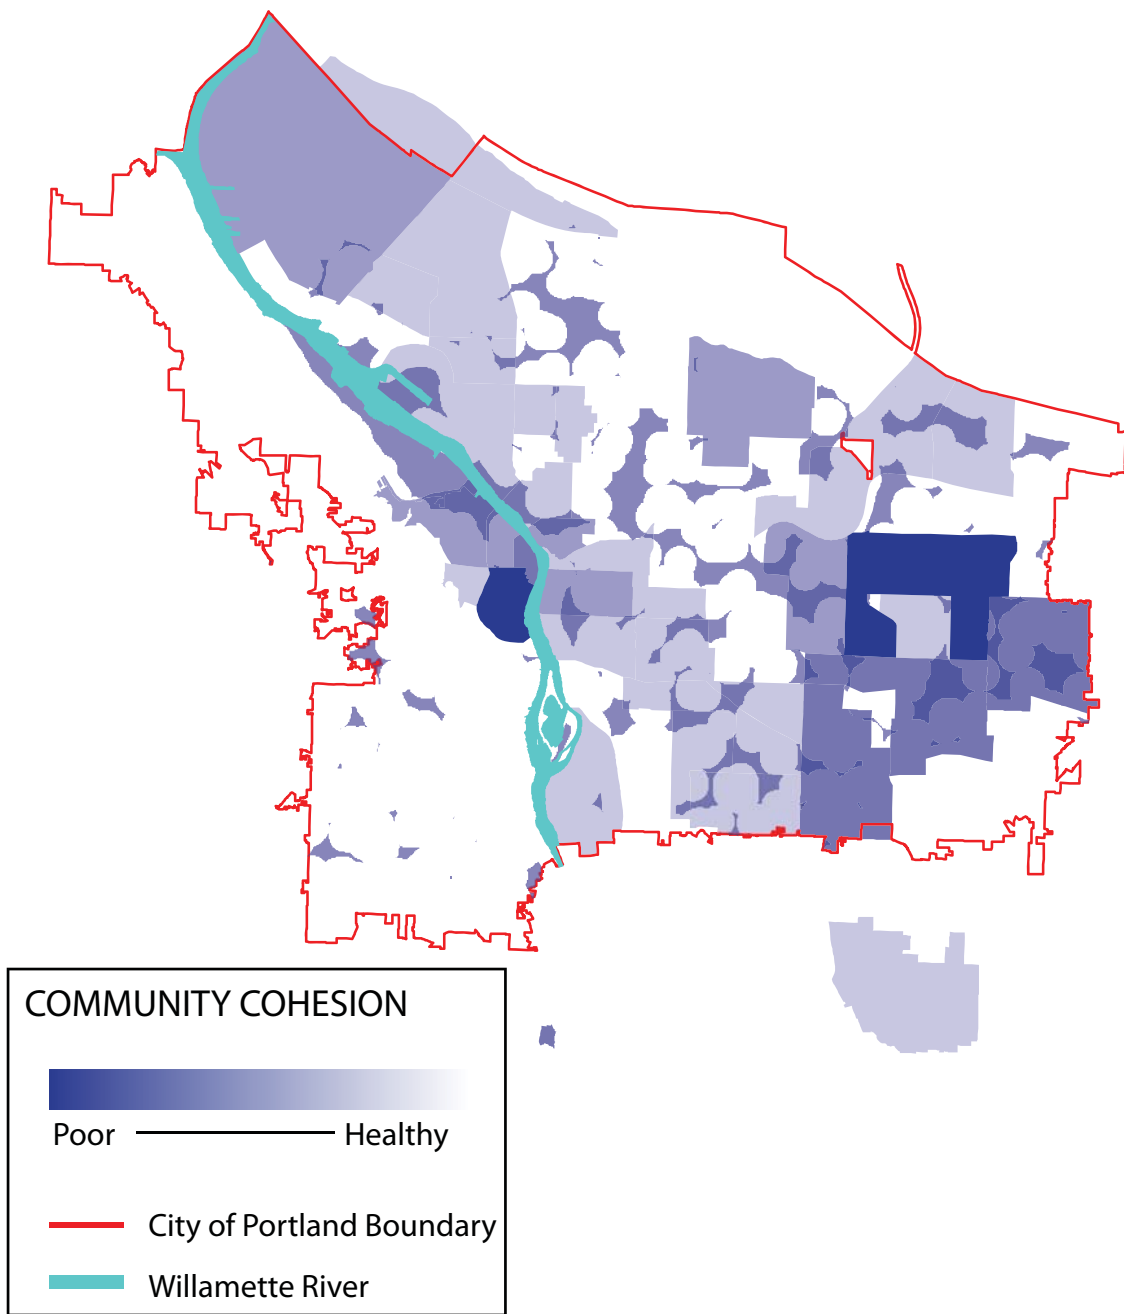 COMMUNITY COHESION
Poor
Healthy
City of Portland Boundary
Willamette River